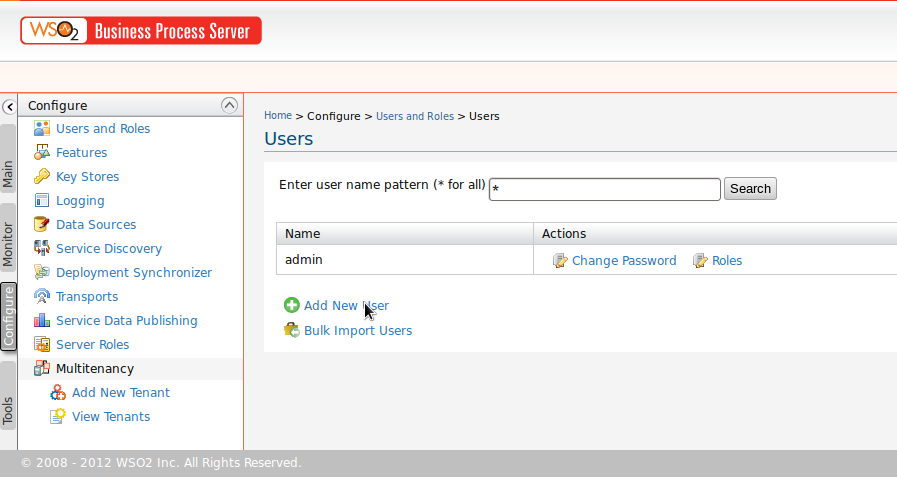 WSO2 Business Process Server
Configure
Users and Roles
Features
Key Stores
Logging
Data Sources
Service Discovery
Deployment Synchronizer
Transports
Service Data Publishing
Server Roles
Multitenancy
Add New Tenant
View Tenants
Main
Monitor
Configure
Tools
Home > Configure > Users and Roles > Users
Users
Enter user name pattern (* for all) * Search
Name Actions
admin Change Password Roles
Add New User
Bulk Import Users
© 2008 - 2012 WSO2 Inc. All Rights Reserved.